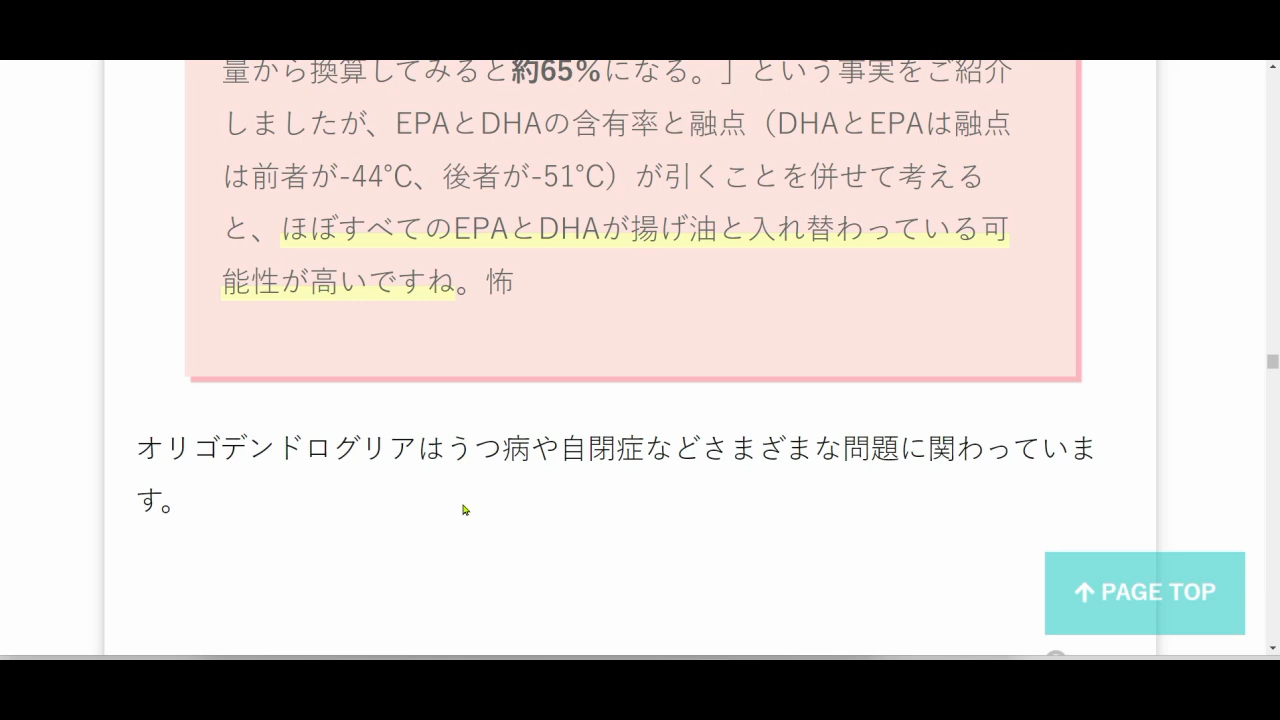 量から換算してみると約65%になる。」という事実をご紹介
しましたが、EPAとDHAの含有率と融点（DHAとEPAは融点
は前者が-44℃、後者が-51℃）が引くことを併せて考える
と、ほぼすべてのEPAとDHAが揚げ油と入れ替わっている可
能性が高いですね。怖
オリゴデンドログリアはうつ病や自閉症などさまざまな問題に関わっていま
す。
↑ PAGE TOP